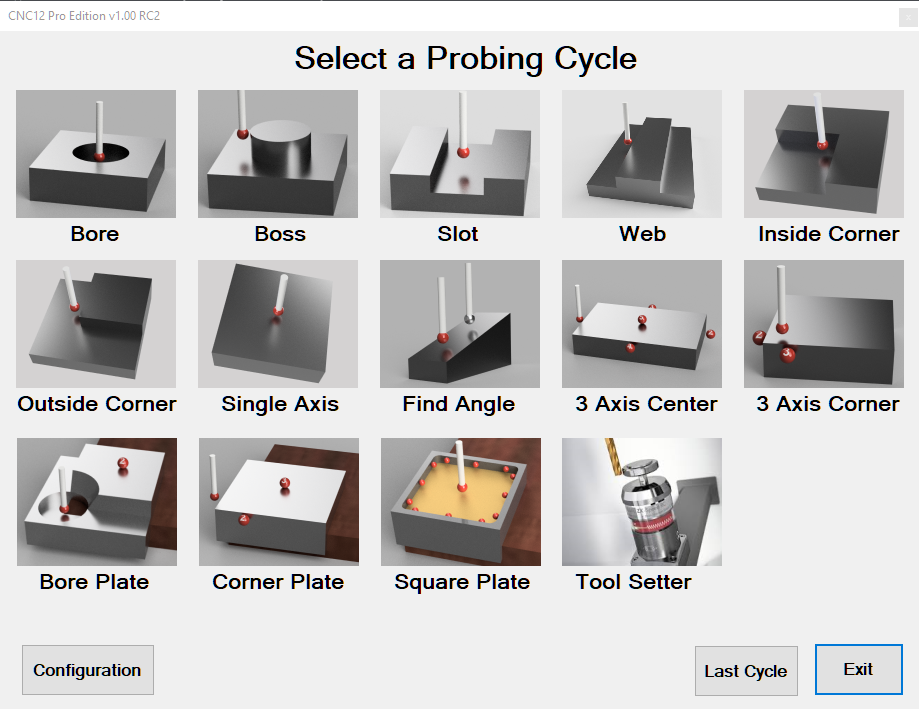 CNC12 Pro Edition v1.00 RC2
Select a Probing Cycle
Bore
Boss
Slot
Web
Inside Corner
Outside Corner
Single Axis
Find Angle
3 Axis Center
3 Axis Corner
Bore Plate
Corner Plate
Square Plate
Tool Setter
Configuration
Last Cycle
Exit